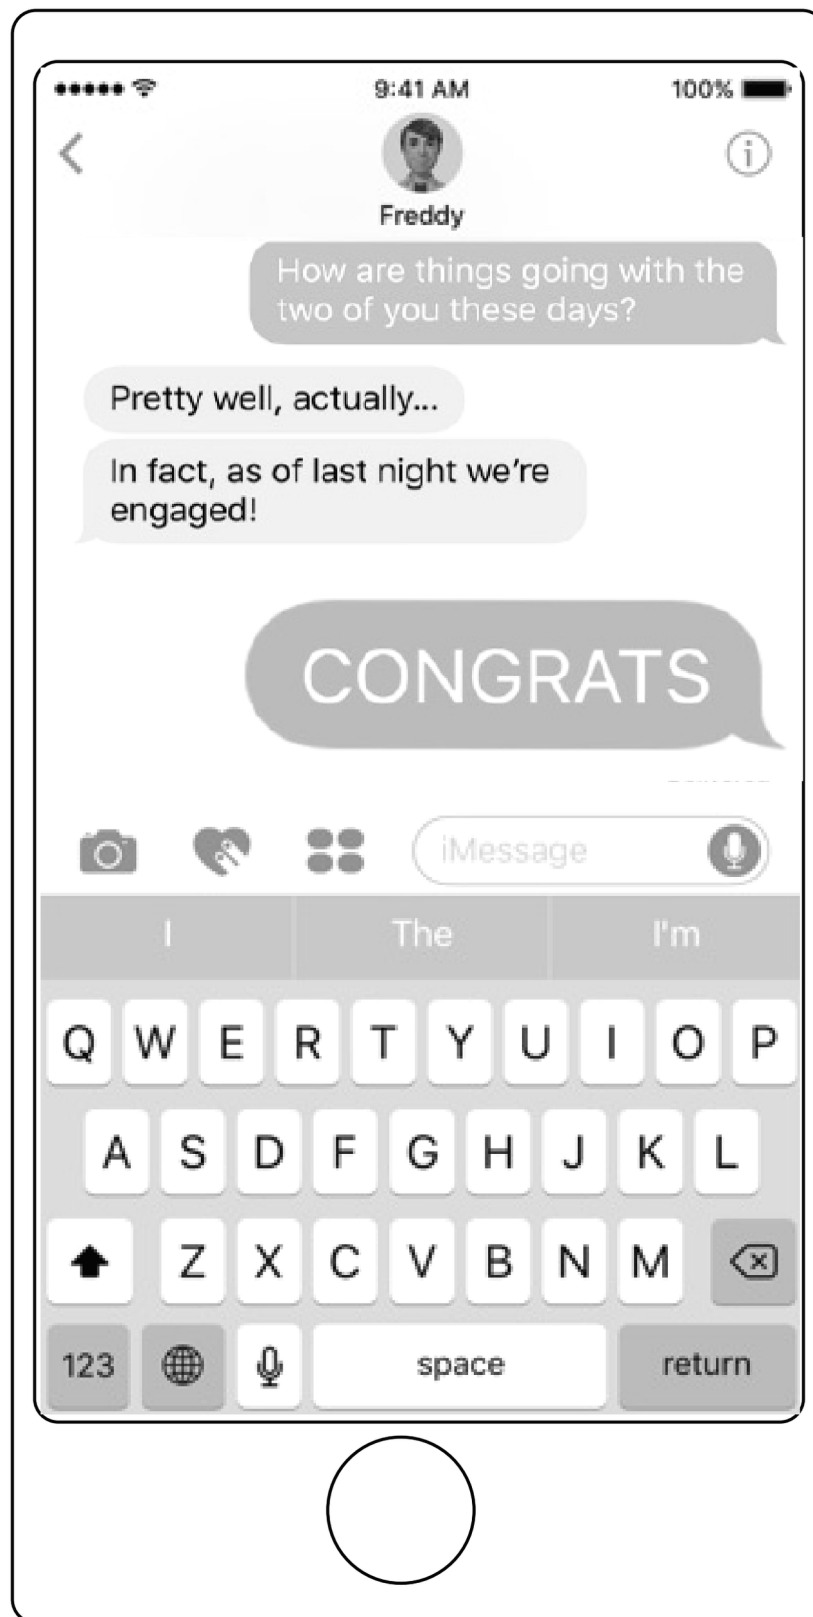 9:41 AM 100%
Freddy
How are things going with the
two of you these days?
Pretty well, actually...
In fact, as of last night we’re
engaged!
CONGRATS
iMessage
I The I'm
Q W E R T Y U I O P
A S D F G H J K L
Z X C V B N M
123 space return